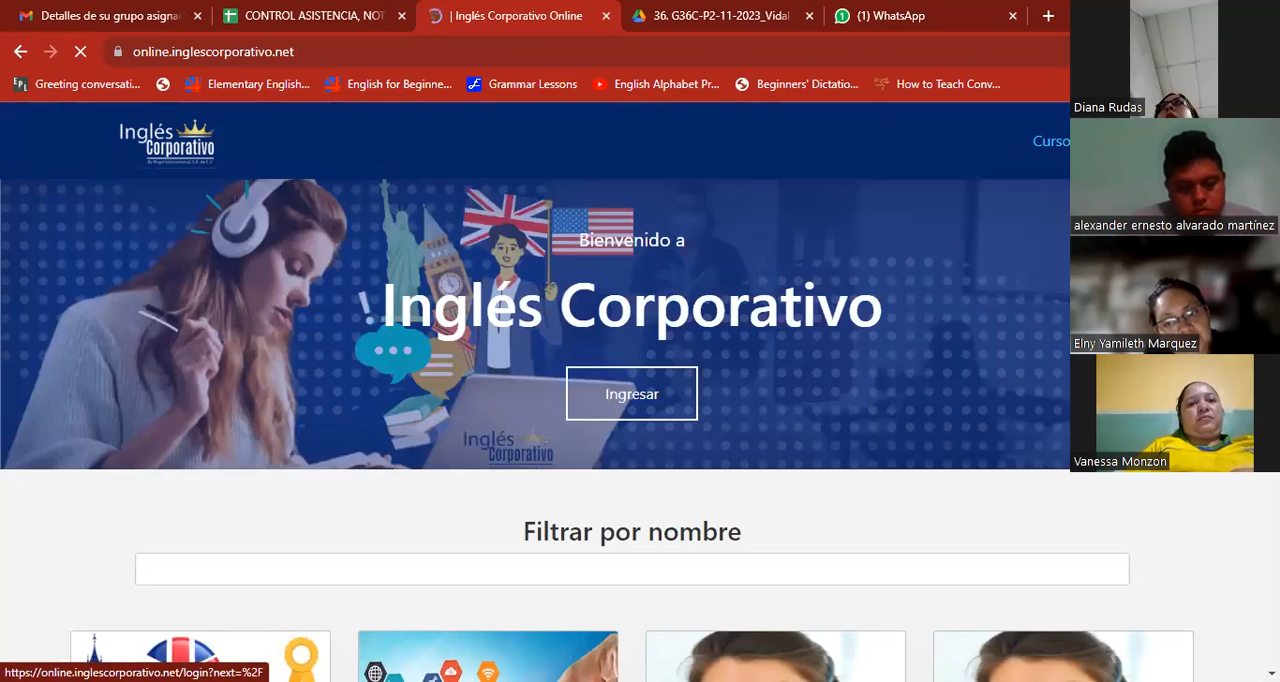 Detalles de su grupo asigna
CONTROL ASISTENCIA, NOT
| Inglés Corporativo Online
36. G36C-P2-11-2023_Vidal
(1) WhatsApp
online.inglescorporativo.net
EPL
Greeting conversati...
Elementary English...
English for Beginne...
Grammar Lessons
English Alphabet Pr...
Beginners' Dictatio...
How to Teach Conv...
Inglés
Corporativo
Curso
Bienvenido a
Inglés Corporativo
Ingresar
Inglés
Corporativo
Filtrar por nombre
https://online.inglescorporativo.net/login?next=%2F
Diana Rudas
alexander ernesto alvarado martínez
Elny Yamileth Marquez
Vanessa Monzon